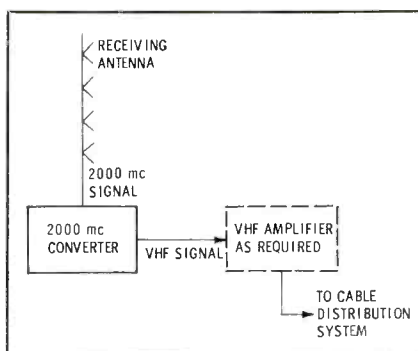 RECEIVING
ANTENNA
2000 mc
SIGNAL
2000 mc
CONVERTER
VHF SIGNAL
VHF AMPLIFIER
AS REQUIRED
TO CABLE
DISTRIBUTION
SYSTEM